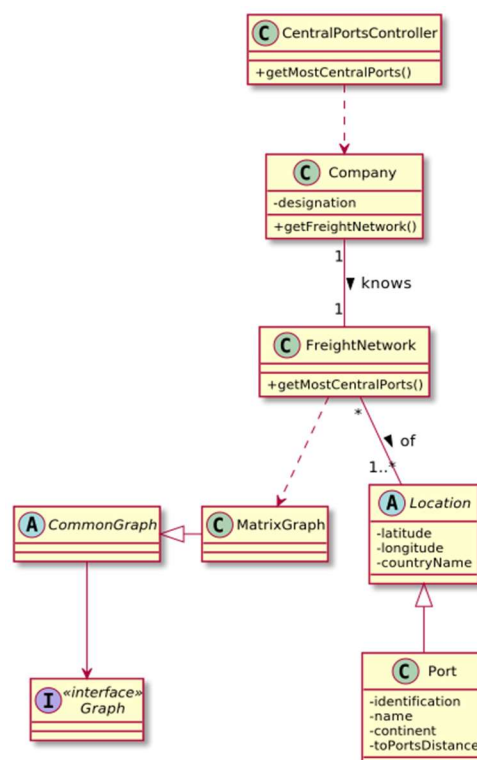 C CentralPortsController
+getMostCentralPorts()
C Company
-designation
+getFreightNetwork()
1
knows
1
C FreightNetwork
+getMostCentralPorts()
*
of
1..*
A CommonGraph
C MatrixGraph
A Location
-latitude
-longitude
-countryName
I «interface»
Graph
C Port
-identification
-name
-continent
-toPortsDistance